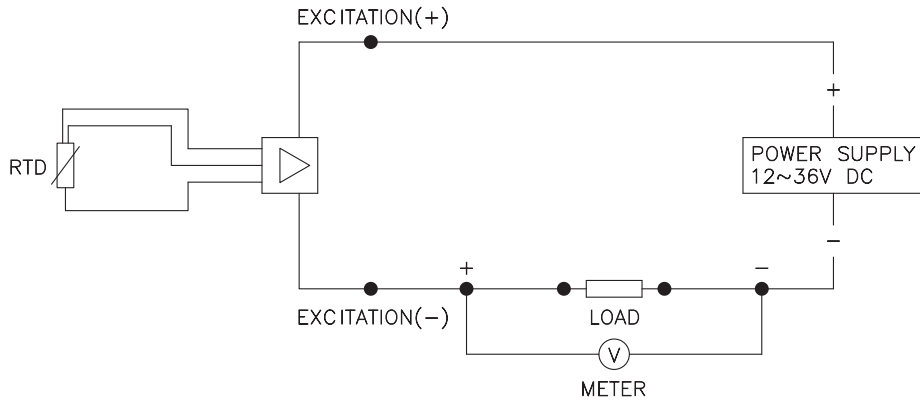 EXCITATION(+)
+
RTD
POWER SUPPLY
12~36V DC
−
+
−
EXCITATION(−)
LOAD
V
METER